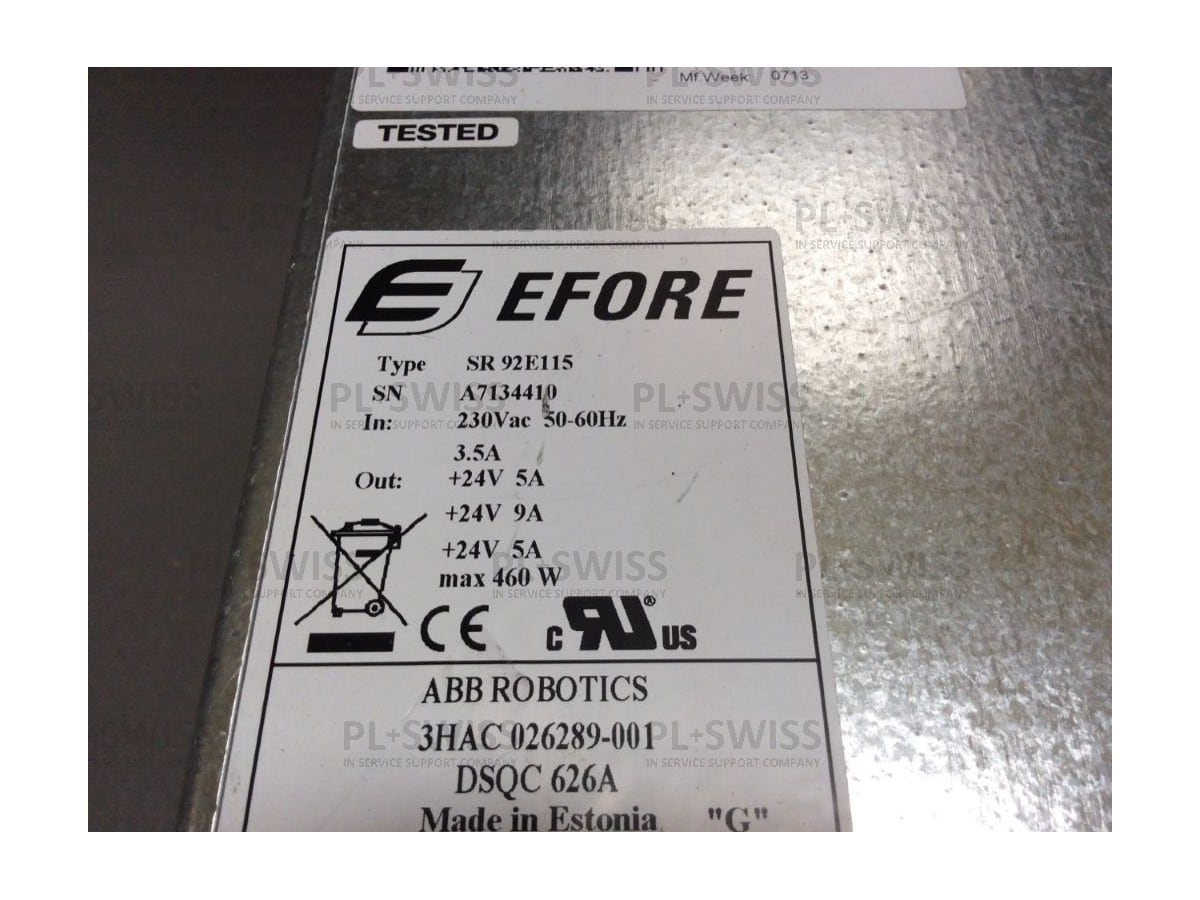 Mf.Week: 0713
TESTED
EFORE
Type SR 92E115
SN A7134410
In: 230Vac 50-60Hz
3.5A
Out: +24V 5A
+24V 9A
+24V 5A
max 460 W
CE c RU ® US
ABB ROBOTICS
3HAC 026289-001
DSQC 626A
Made in Estonia "G"
PL+SWISS
IN SERVICE SUPPORT COMPANY